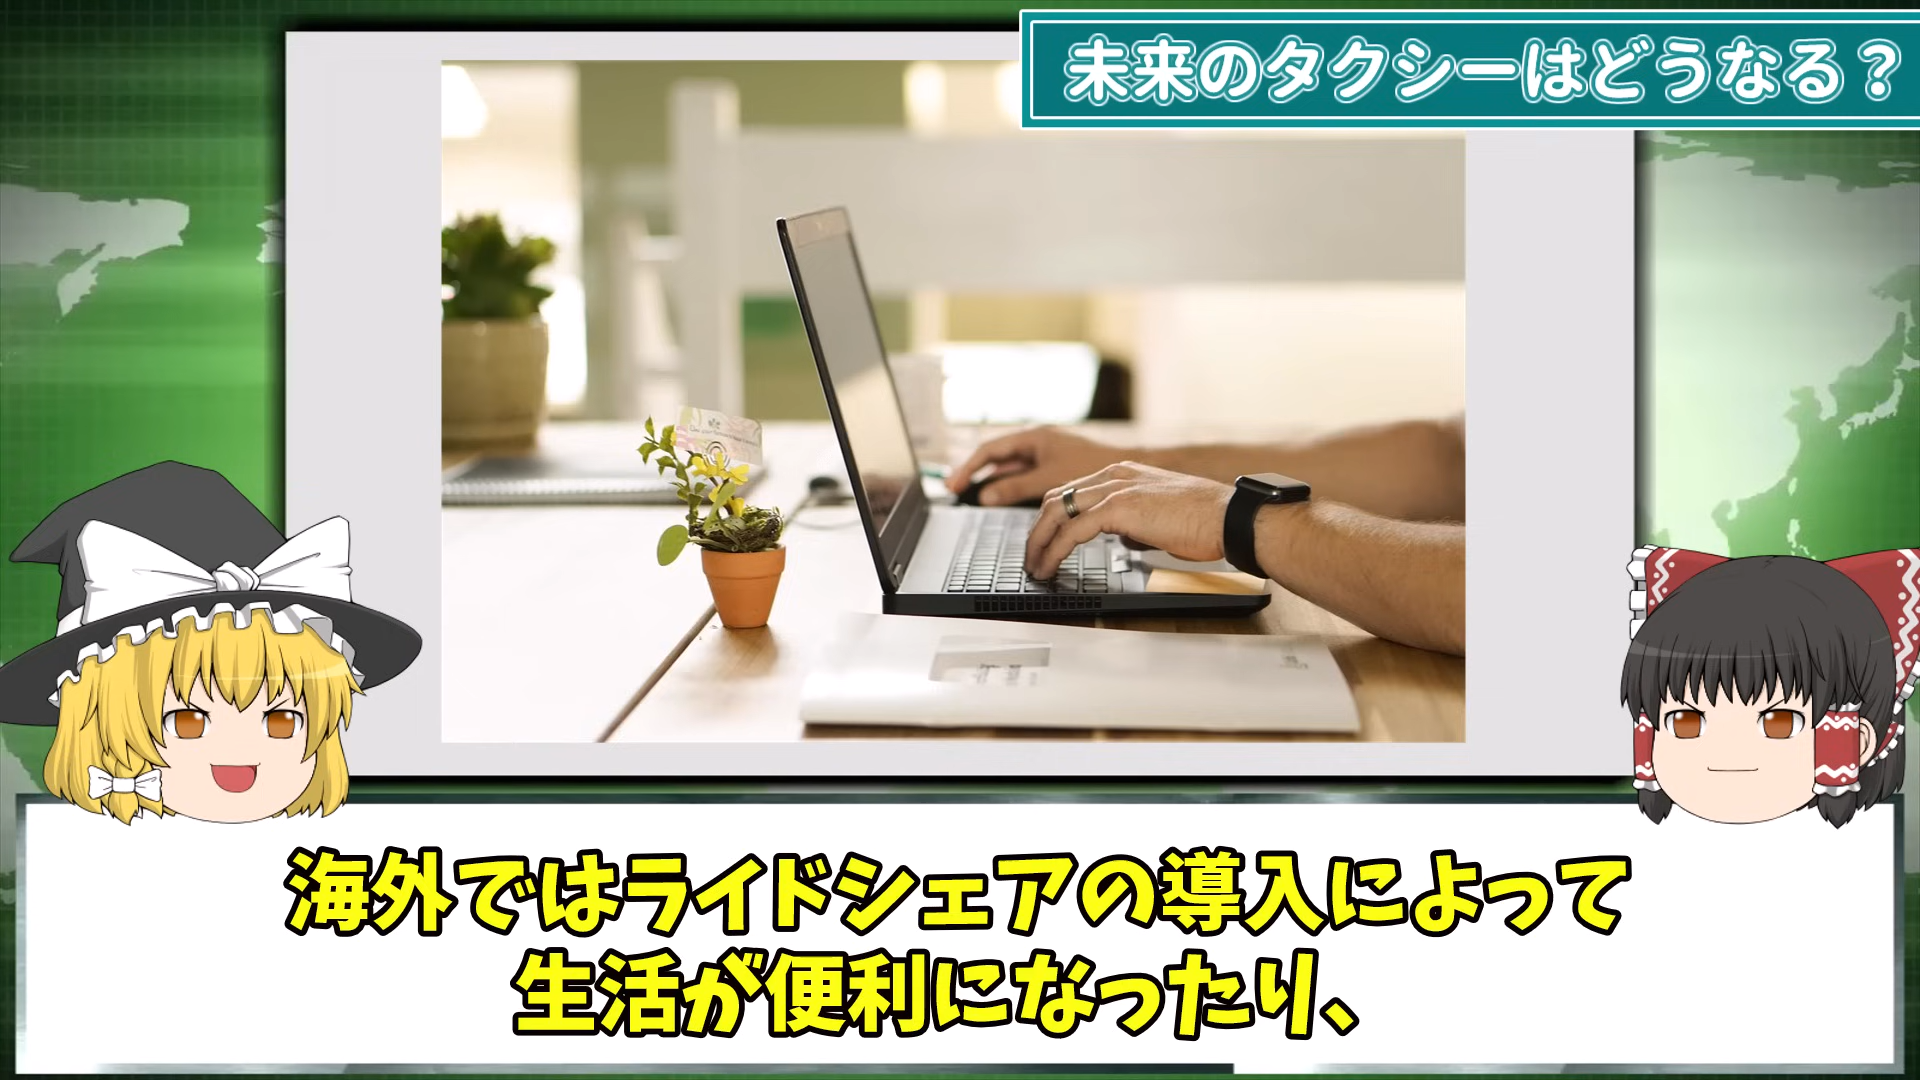 未来のタクシーはどうなる？
海外ではライドシェアの導入によって
生活が便利になったり、